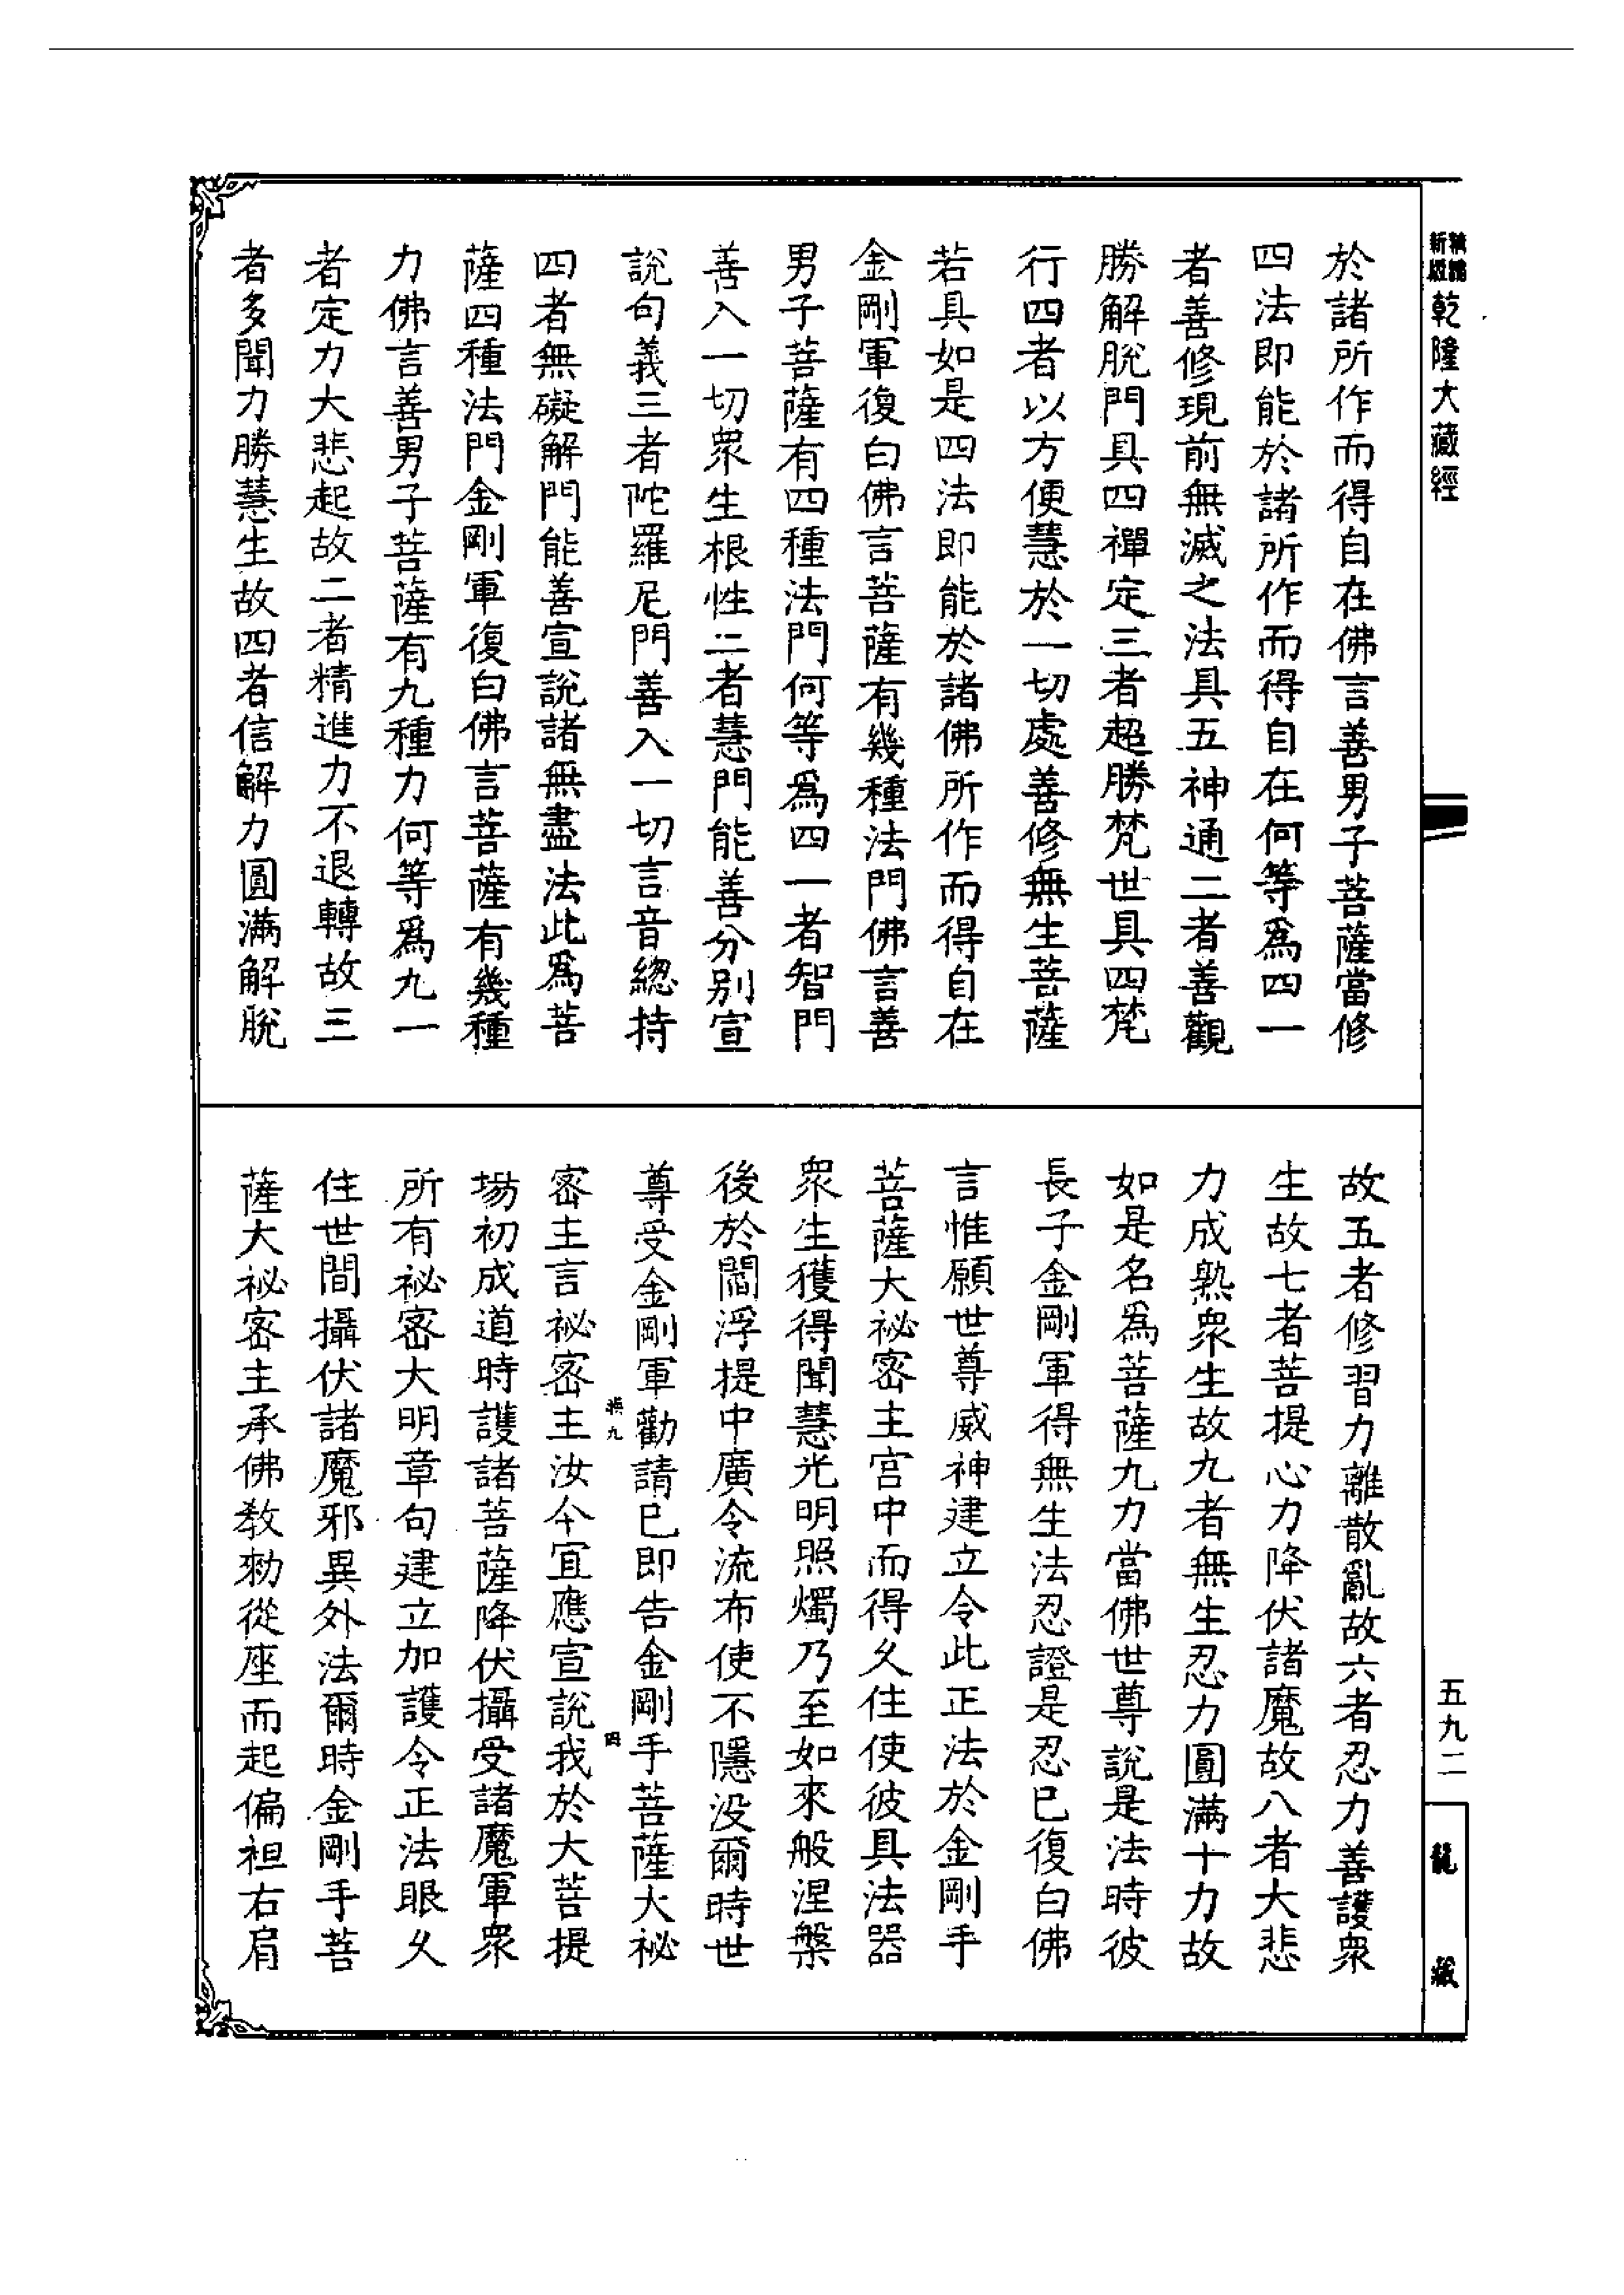 新版精編乾隆大藏經
於諸所作而得自在佛言善男子菩薩當修
四法即能於諸所作而得自在何等為四一
者善修現前無滅之法具五神通二者善觀
勝解脫門具四禪定三者超勝梵世具四梵
行四者以方便慧於一切處善修無生菩薩
若具如是四法即能於諸佛所作而得自在
金剛軍復白佛言菩薩有幾種法門佛言善
男子菩薩有四種法門何等為四一者智門
善入一切眾生根性二者慧門能善分別宣
說句義三者陀羅尼門善入一切言音總持
四者無礙解門能善宣說諸無盡法此為菩
薩四種法門金剛軍復白佛言菩薩有幾種
力佛言善男子菩薩有九種力何等為九一
者定力大悲起故二者精進力不退轉故三
者多聞力勝慧生故四者信解力圓滿解脫
故五者修習力離散亂故六者忍力善護眾
生故七者菩提心力降伏諸魔故八者大悲
力成熟眾生故九者無生忍力圓滿十力故
如是名為菩薩九力當佛世尊說是法時彼
長子金剛軍得無生法忍證是忍已復白佛
言惟願世尊威神建立令此正法於金剛手
菩薩大祕密主宮中而得久住使彼具法器
眾生獲得聞慧光明照燭乃至如來般涅槃
後於閻浮提中廣令流布使不隱沒爾時世
尊受金剛軍勸請已即告金剛手菩薩大祕
九 四
密主言祕密主汝今宜應宣說我於大菩提
場初成道時護諸菩薩降伏攝受諸魔軍眾
所有祕密大明章句建立加護令正法眼久
住世間攝伏諸魔邪異外法爾時金剛手菩
薩大祕密主承佛教勅從座而起偏袒右肩
五九二
龍藏